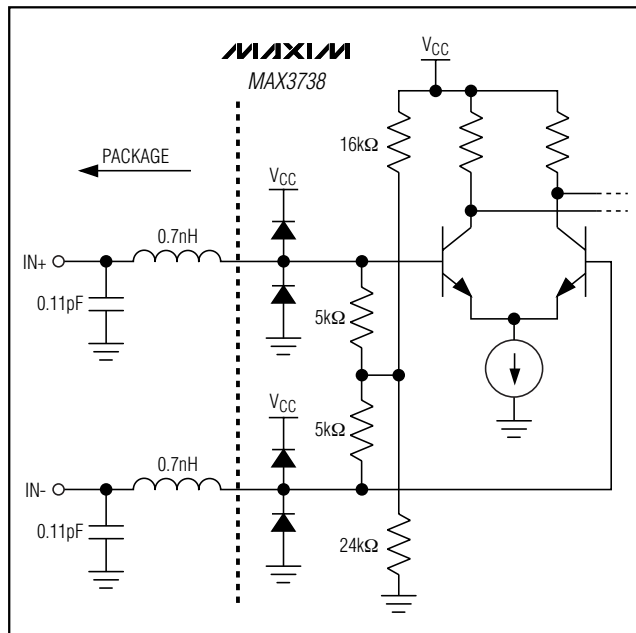 MAXIM
MAX3738
PACKAGE
VCC
16kΩ
VCC
0.7nH
IN+
0.11pF
5kΩ
VCC
5kΩ
0.7nH
IN-
0.11pF
24kΩ